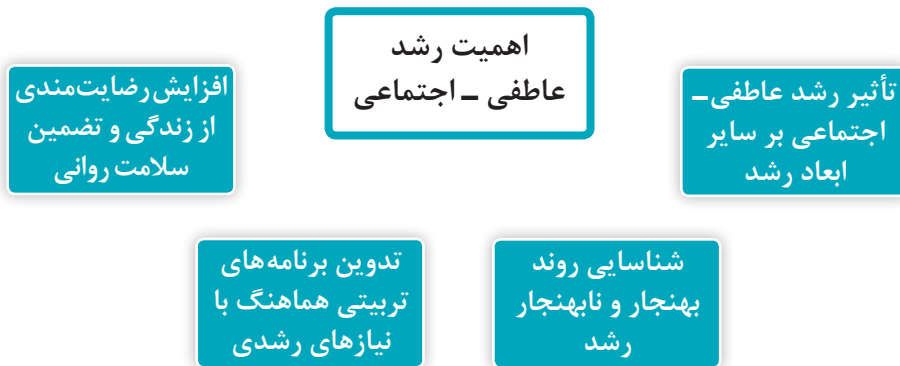 اهمیت رشد
عاطفی ـ اجتماعی
تأثیر رشد عاطفی‌ـ
اجتماعی بر سایر
ابعاد رشد
شناسایی روند
بهنجار و نابهنجار
رشد
تدوین برنامه‌های
تربیتی هماهنگ با
نیازهای رشدی
افزایش رضایت‌مندی
از زندگی و تضمین
سلامت روانی